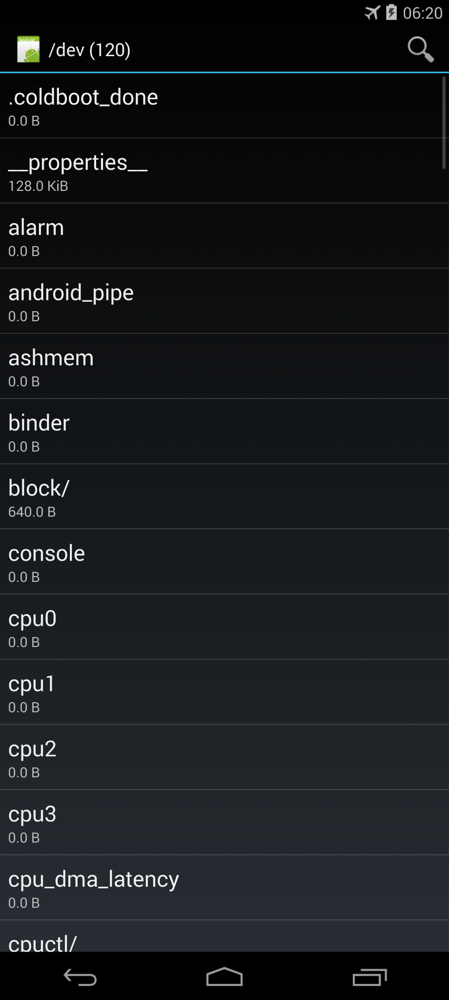 06:20
Android
/dev (120)
.coldboot_done
0.0 B
__properties__
128.0 KiB
alarm
0.0 B
android_pipe
0.0 B
ashmem
0.0 B
binder
0.0 B
block/
640.0 B
console
0.0 B
cpu0
0.0 B
cpu1
0.0 B
cpu2
0.0 B
cpu3
0.0 B
cpu_dma_latency
0.0 B
cpuctl/